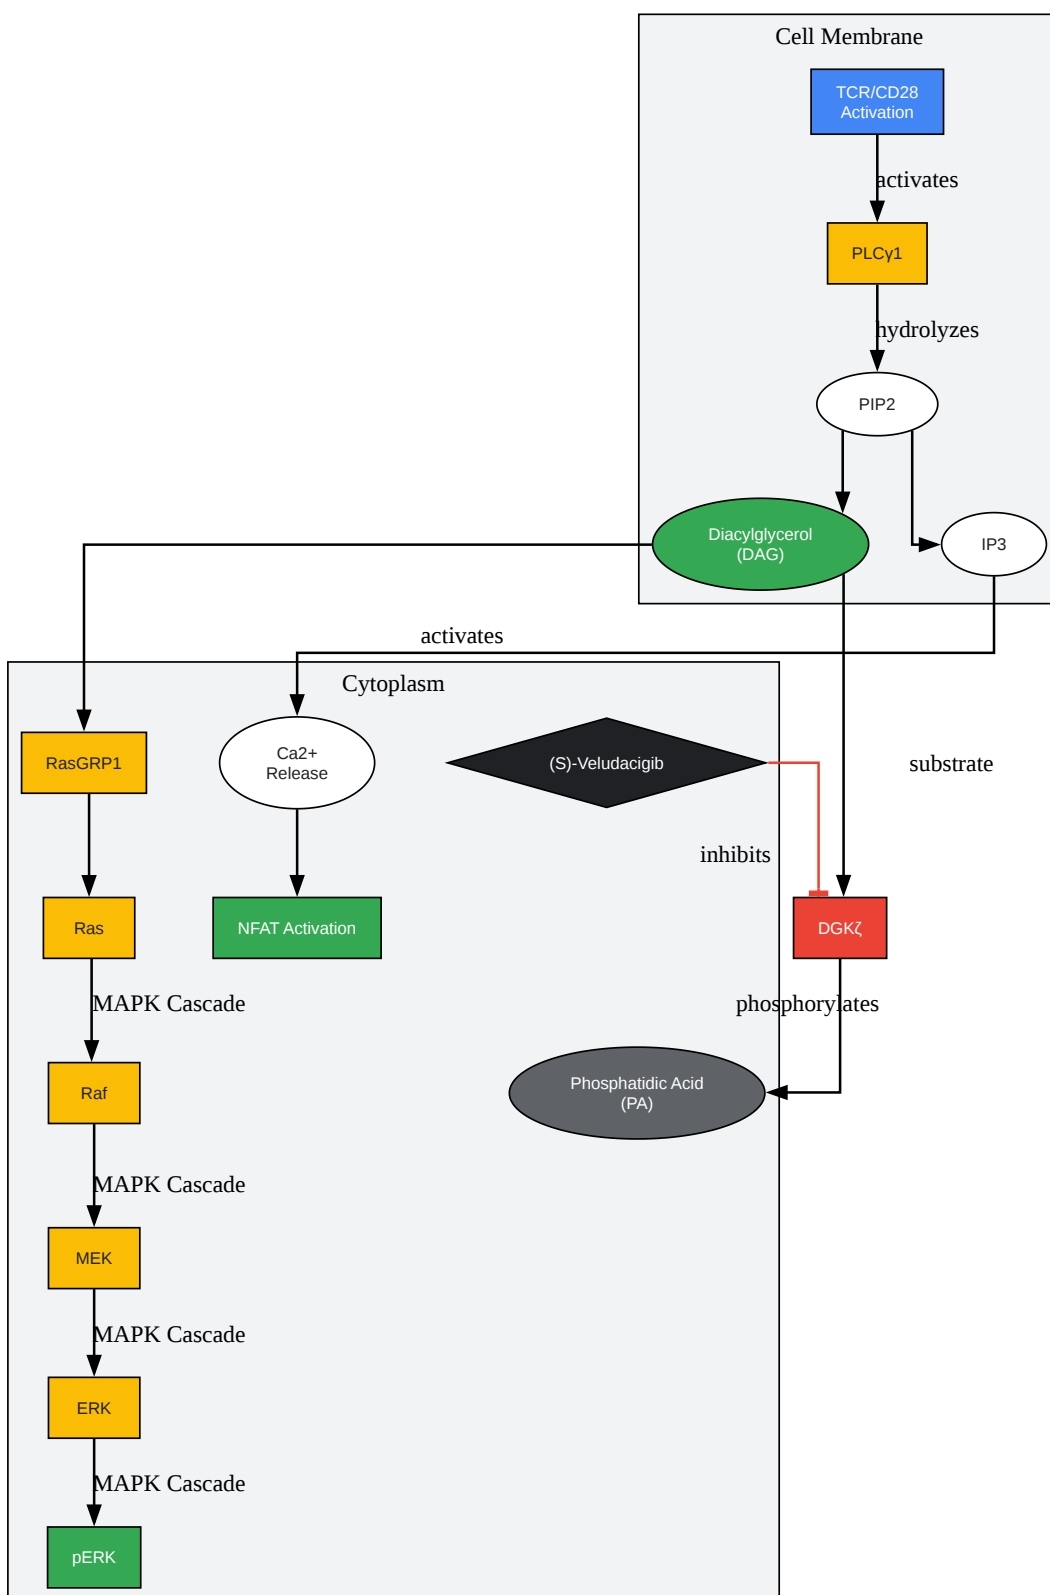 Cell Membrane
TCR/CD28
Activation
activates
PLCγ1
hydrolyzes
PIP2
Diacylglycerol
(DAG)
IP3
activates
Cytoplasm
RasGRP1
Ca2+
Release
(S)-Veludacigib
substrate
inhibits
Ras
NFAT Activation
DGKζ
MAPK Cascade
phosphorylates
Raf
Phosphatidic Acid
(PA)
MAPK Cascade
MEK
MAPK Cascade
ERK
MAPK Cascade
pERK